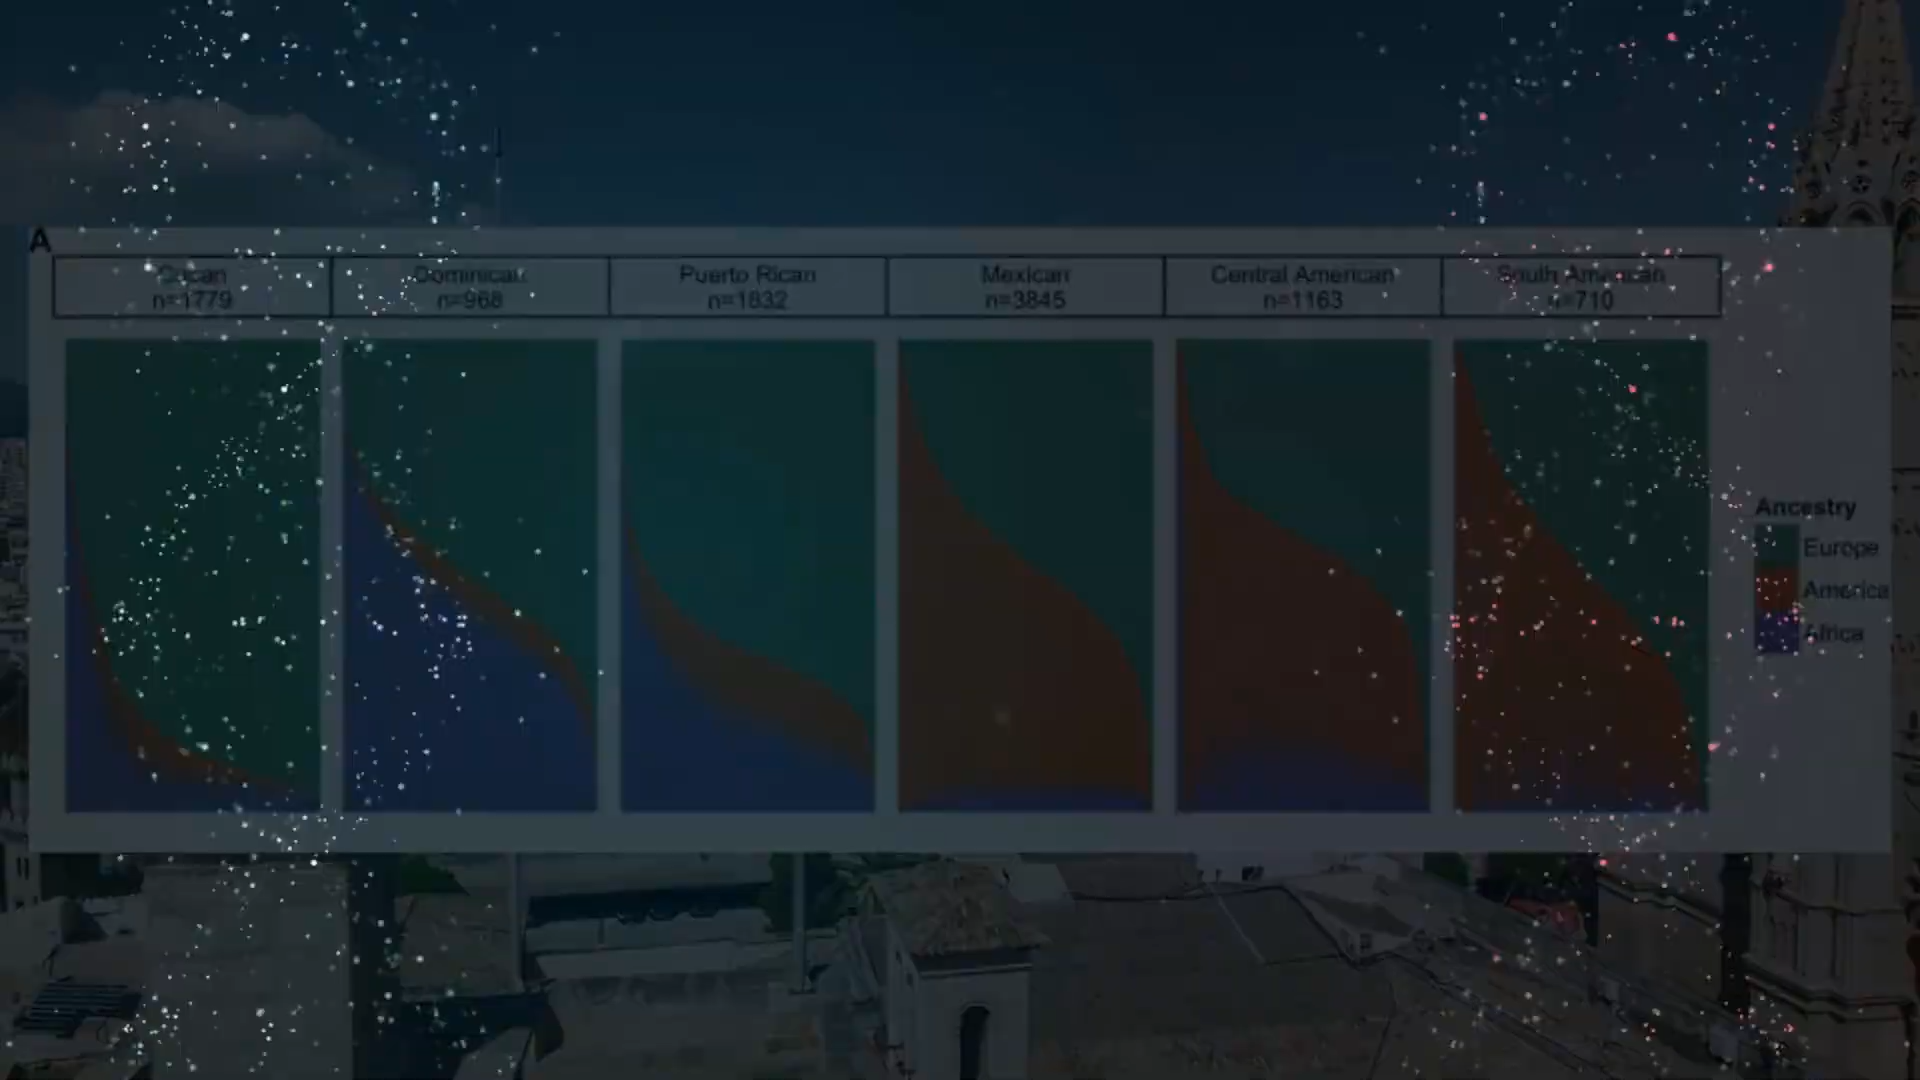 A
Cuban
n=1779
Dominican
n=968
Puerto Rican
n=1832
Mexican
n=3845
Central American
n=1163
South American
n=710
Ancestry
Europe
America
Africa